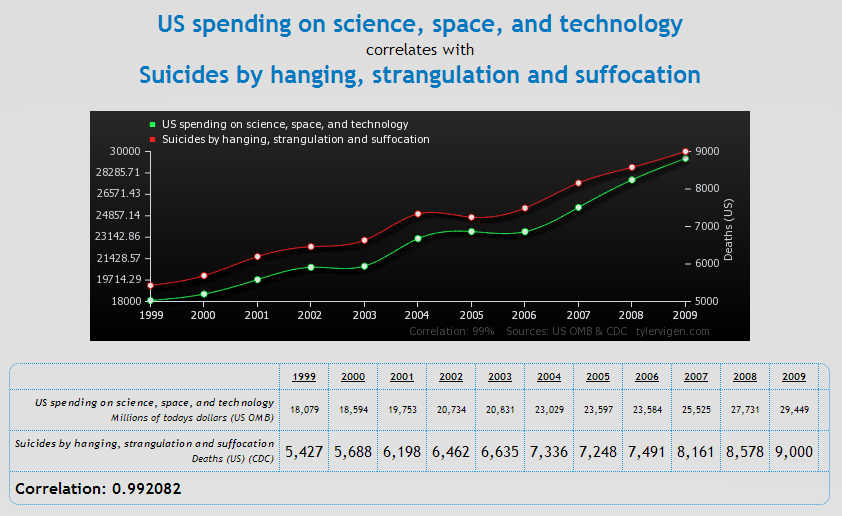 US spending on science, space, and technology
correlates with
Suicides by hanging, strangulation and suffocation
US spending on science, space, and technology
Suicides by hanging, strangulation and suffocation
30000
28285.71
26571.43
24857.14
23142.86
21428.57
19714.29
18000
9000
8000
7000
6000
5000
Deaths (US)
1999 2000 2001 2002 2003 2004 2005 2006 2007 2008 2009
Correlation: 99% Sources: US OMB & CDC tylervigen.com
1999 2000 2001 2002 2003 2004 2005 2006 2007 2008 2009
US spending on science, space, and technology
Millions of todays dollars (US OMB)
18,079 18,594 19,753 20,734 20,831 23,029 23,597 23,584 25,525 27,731 29,449
Suicides by hanging, strangulation and suffocation
Deaths (US) (CDC)
5,427 5,688 6,198 6,462 6,635 7,336 7,248 7,491 8,161 8,578 9,000
Correlation: 0.992082